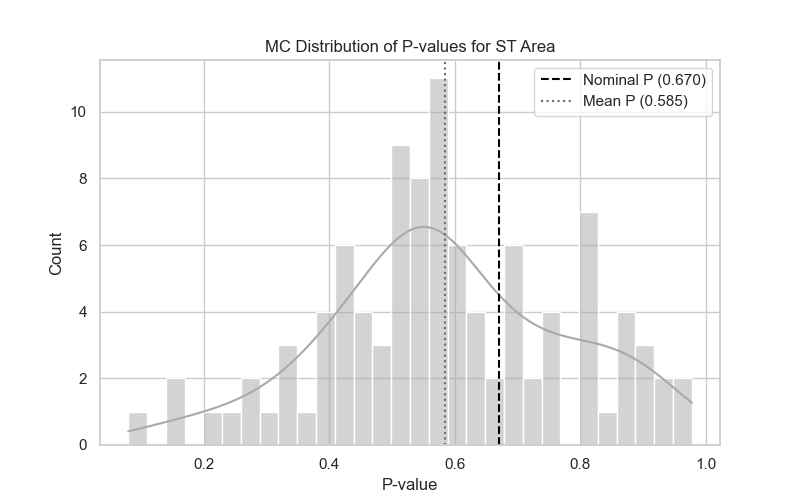 MC Distribution of P-values for ST Area
Nominal P (0.670)
Mean P (0.585)
Count
10
8
6
4
2
0
0.2
0.4
0.6
0.8
1.0
P-value